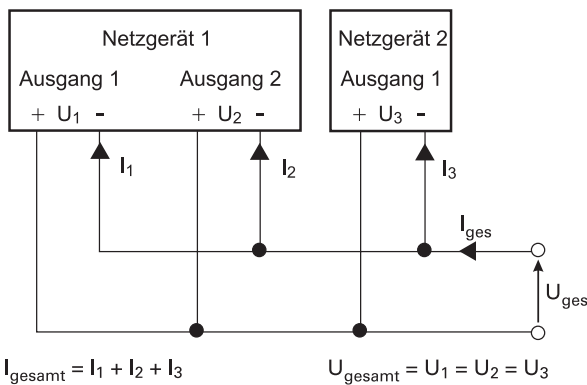 Netzgerät 1
Netzgerät 2
Ausgang 1
Ausgang 2
Ausgang 1
+ U1 -
+ U2 -
+ U3 -
I1
I2
I3
Iges
Uges
Igesamt = I1 + I2 + I3
Ugesamt = U1 = U2 = U3